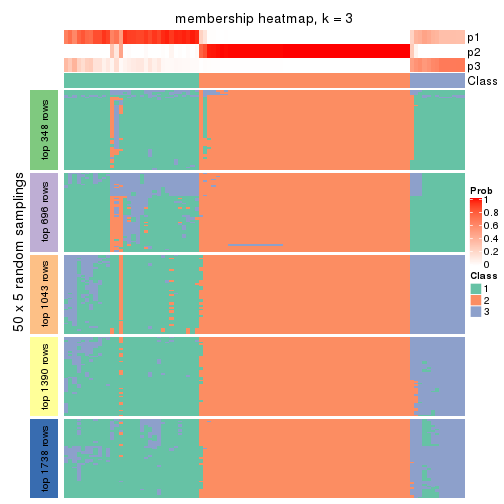 membership heatmap, k = 3
p1
p2
p3
Class
50 x 5 random samplings
top 348 rows
top 696 rows
top 1043 rows
top 1390 rows
top 1738 rows
Prob
1
0.8
0.6
0.4
0.2
0
Class
1
2
3